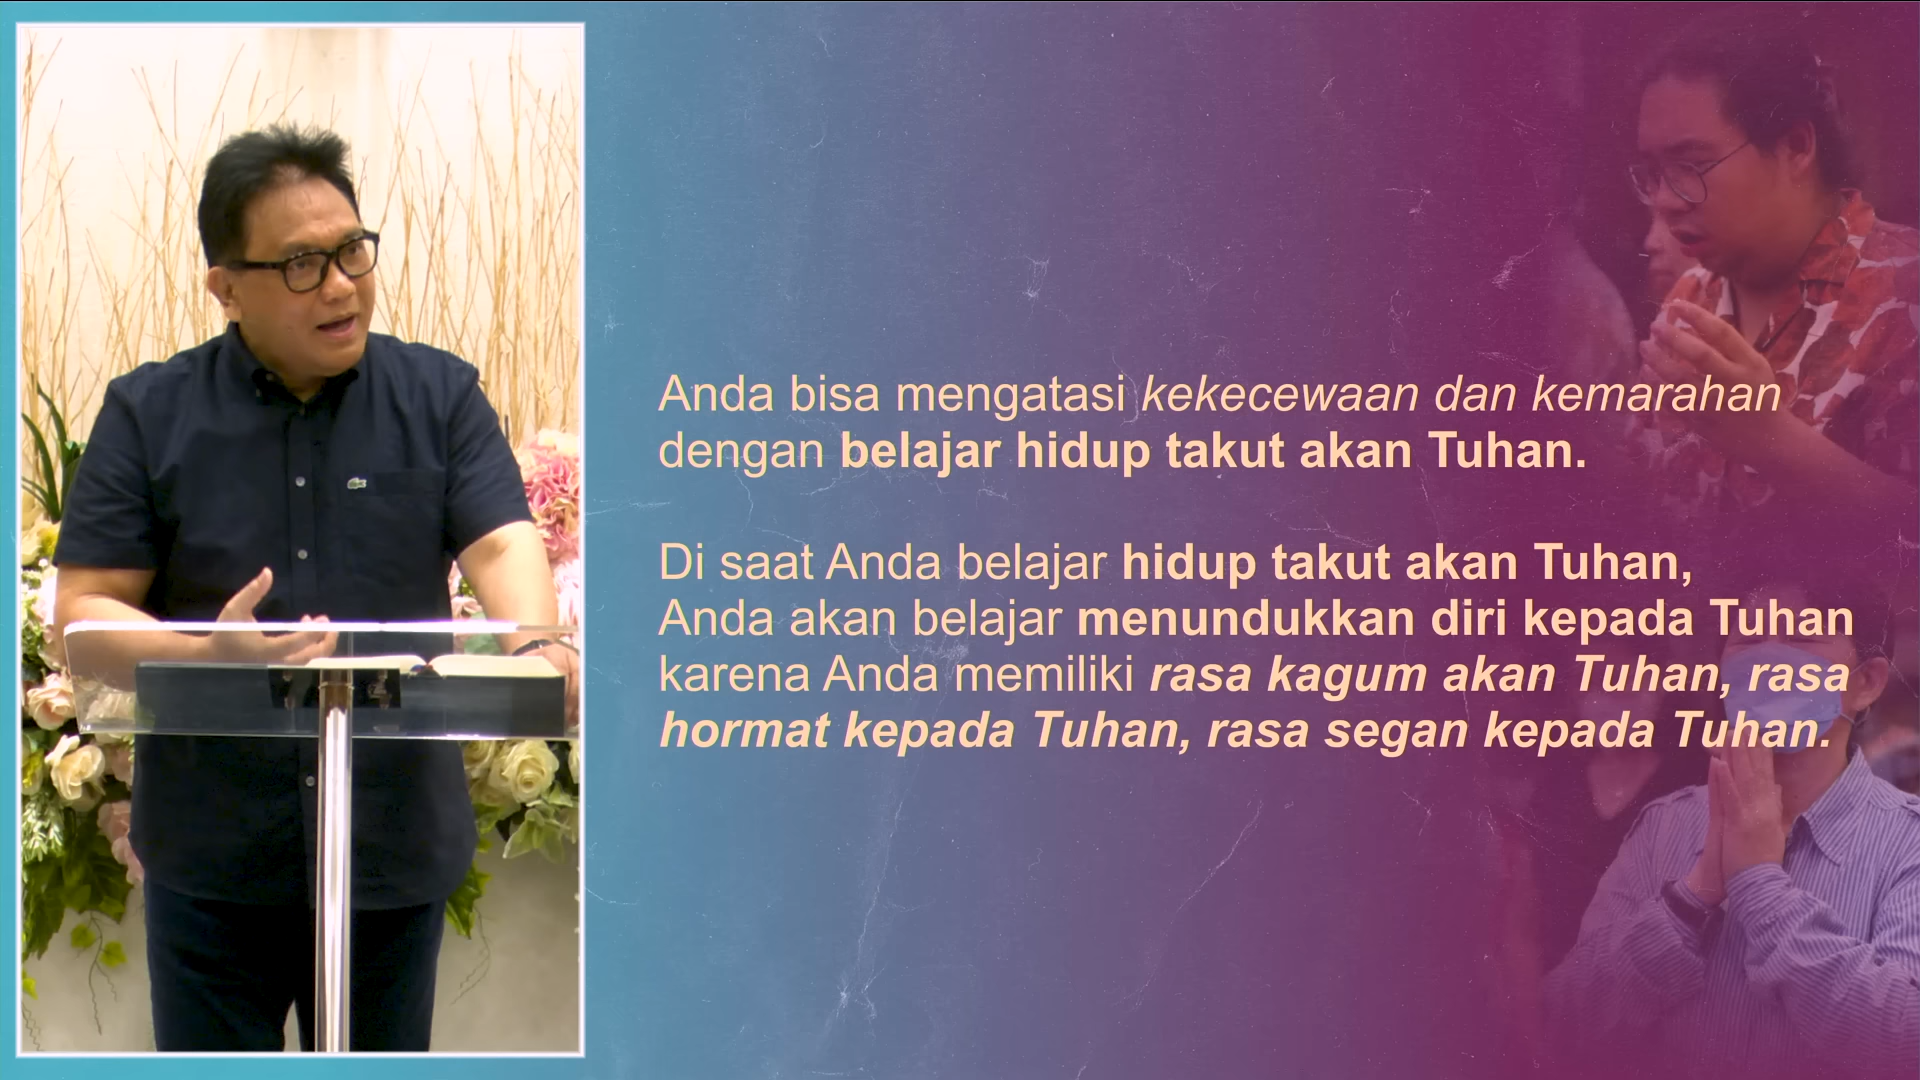 Anda bisa mengatasi kekecewaan dan kemarahan
dengan belajar hidup takut akan Tuhan.
Di saat Anda belajar hidup takut akan Tuhan,
Anda akan belajar menundukkan diri kepada Tuhan
karena Anda memiliki rasa kagum akan Tuhan, rasa
hormat kepada Tuhan, rasa segan kepada Tuhan.